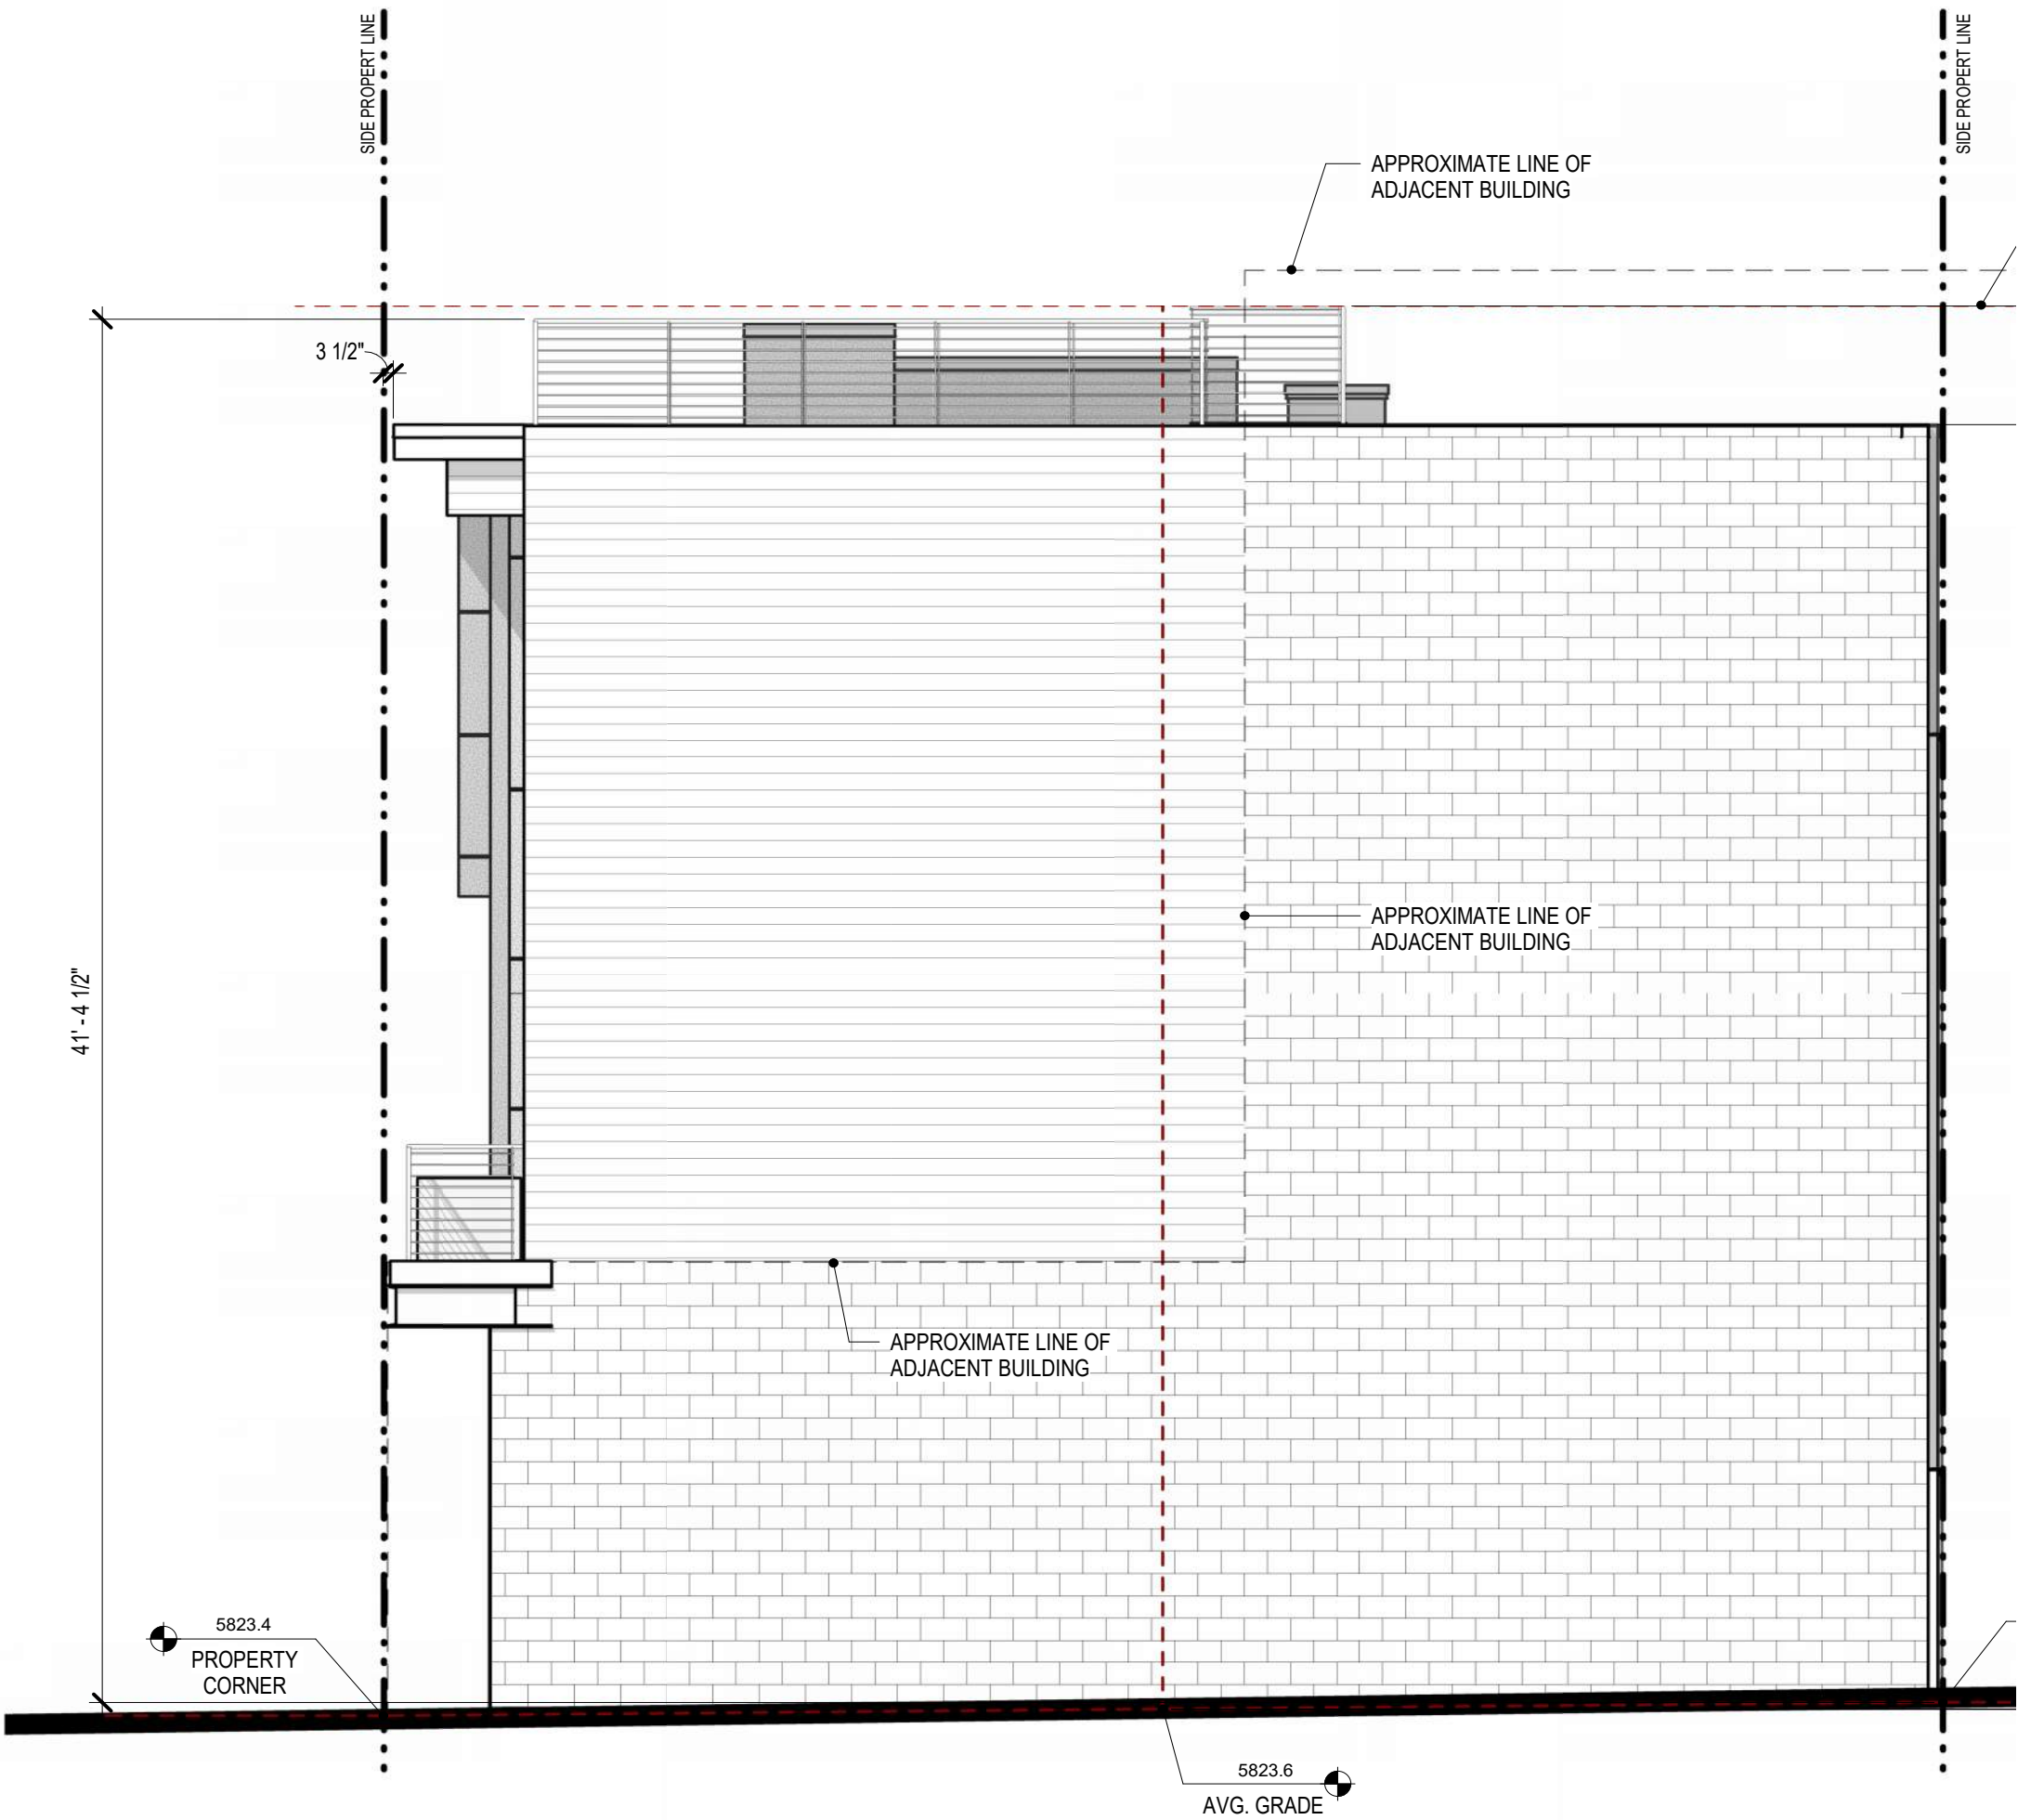 SIDE PROPERT LINE
SIDE PROPERT LINE
APPROXIMATE LINE OF
ADJACENT BUILDING
3 1/2"
APPROXIMATE LINE OF
ADJACENT BUILDING
41' - 4 1/2"
APPROXIMATE LINE OF
ADJACENT BUILDING
5823.4
PROPERTY
CORNER
5823.6
AVG. GRADE